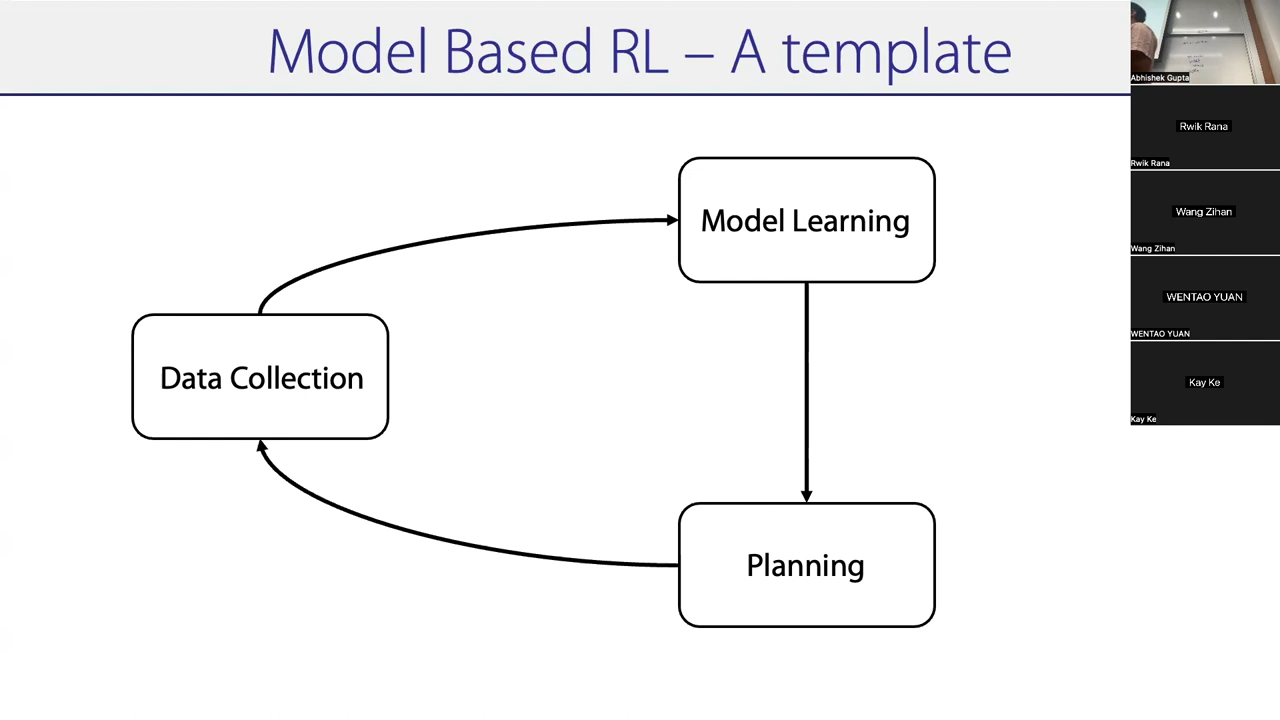 Model Based RL – A template
Model Learning
Data Collection
Planning
Abhishek Gupta
Rwik Rana
Rwik Rana
Wang Zihan
Wang Zihan
WENTAO YUAN
WENTAO YUAN
Kay Ke
Kay Ke